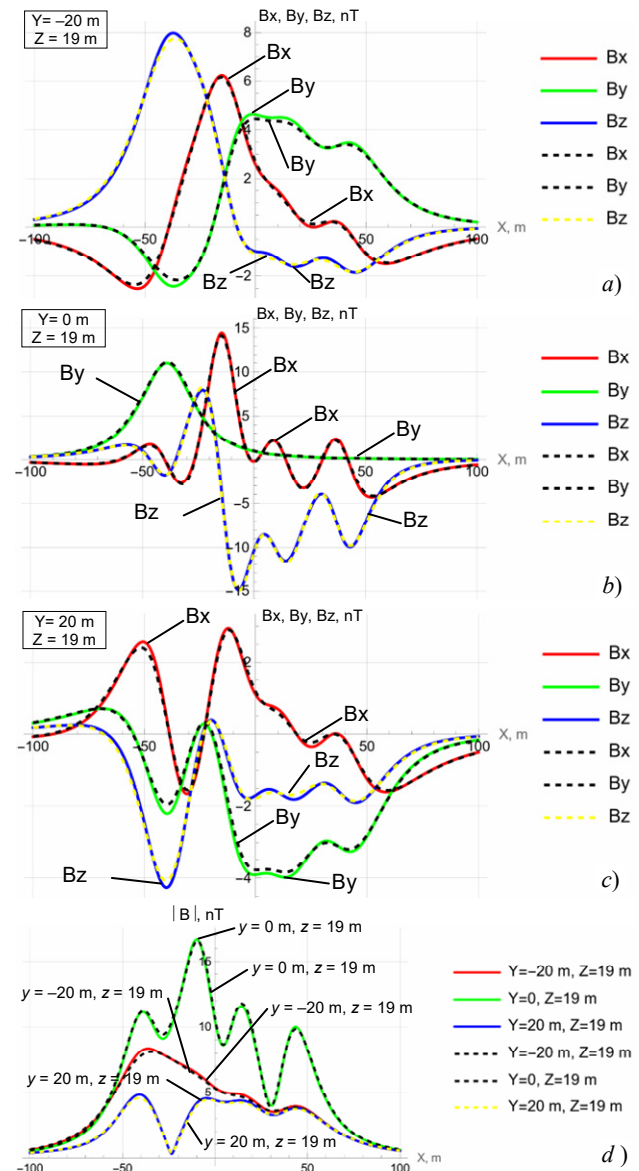 Y= –20 m
Z = 19 m
Bx, By, Bz, nT
8
6
4
2
−2
−100
−50
50
100
X, m
Bx
By
By
Bx
Bz
Bz
Bx
By
Bz
Bx
By
Bz
a)
Y= 0 m
Z = 19 m
Bx, By, Bz, nT
15
10
5
−5
−10
−15
−100
−50
50
100
X, m
By
Bx
Bx
By
Bz
Bz
Bx
By
Bz
Bx
By
Bz
b)
Y= 20 m
Z = 19 m
Bx, By, Bz, nT
2
−2
−4
−100
−50
50
100
X, m
Bx
Bx
Bz
By
Bz
By
Bx
By
Bz
Bx
By
Bz
c)
|B|, nT
15
10
5
−100
−50
0
50
100
X, m
y = 0 m, z = 19 m
y = 0 m, z = 19 m
y = –20 m, z = 19 m
y = –20 m, z = 19 m
y = 20 m, z = 19 m
y = 20 m, z = 19 m
Y=−20 m, Z=19 m
Y=0, Z=19 m
Y=20 m, Z=19 m
Y=−20 m, Z=19 m
Y=0, Z=19 m
Y=20 m, Z=19 m
d)